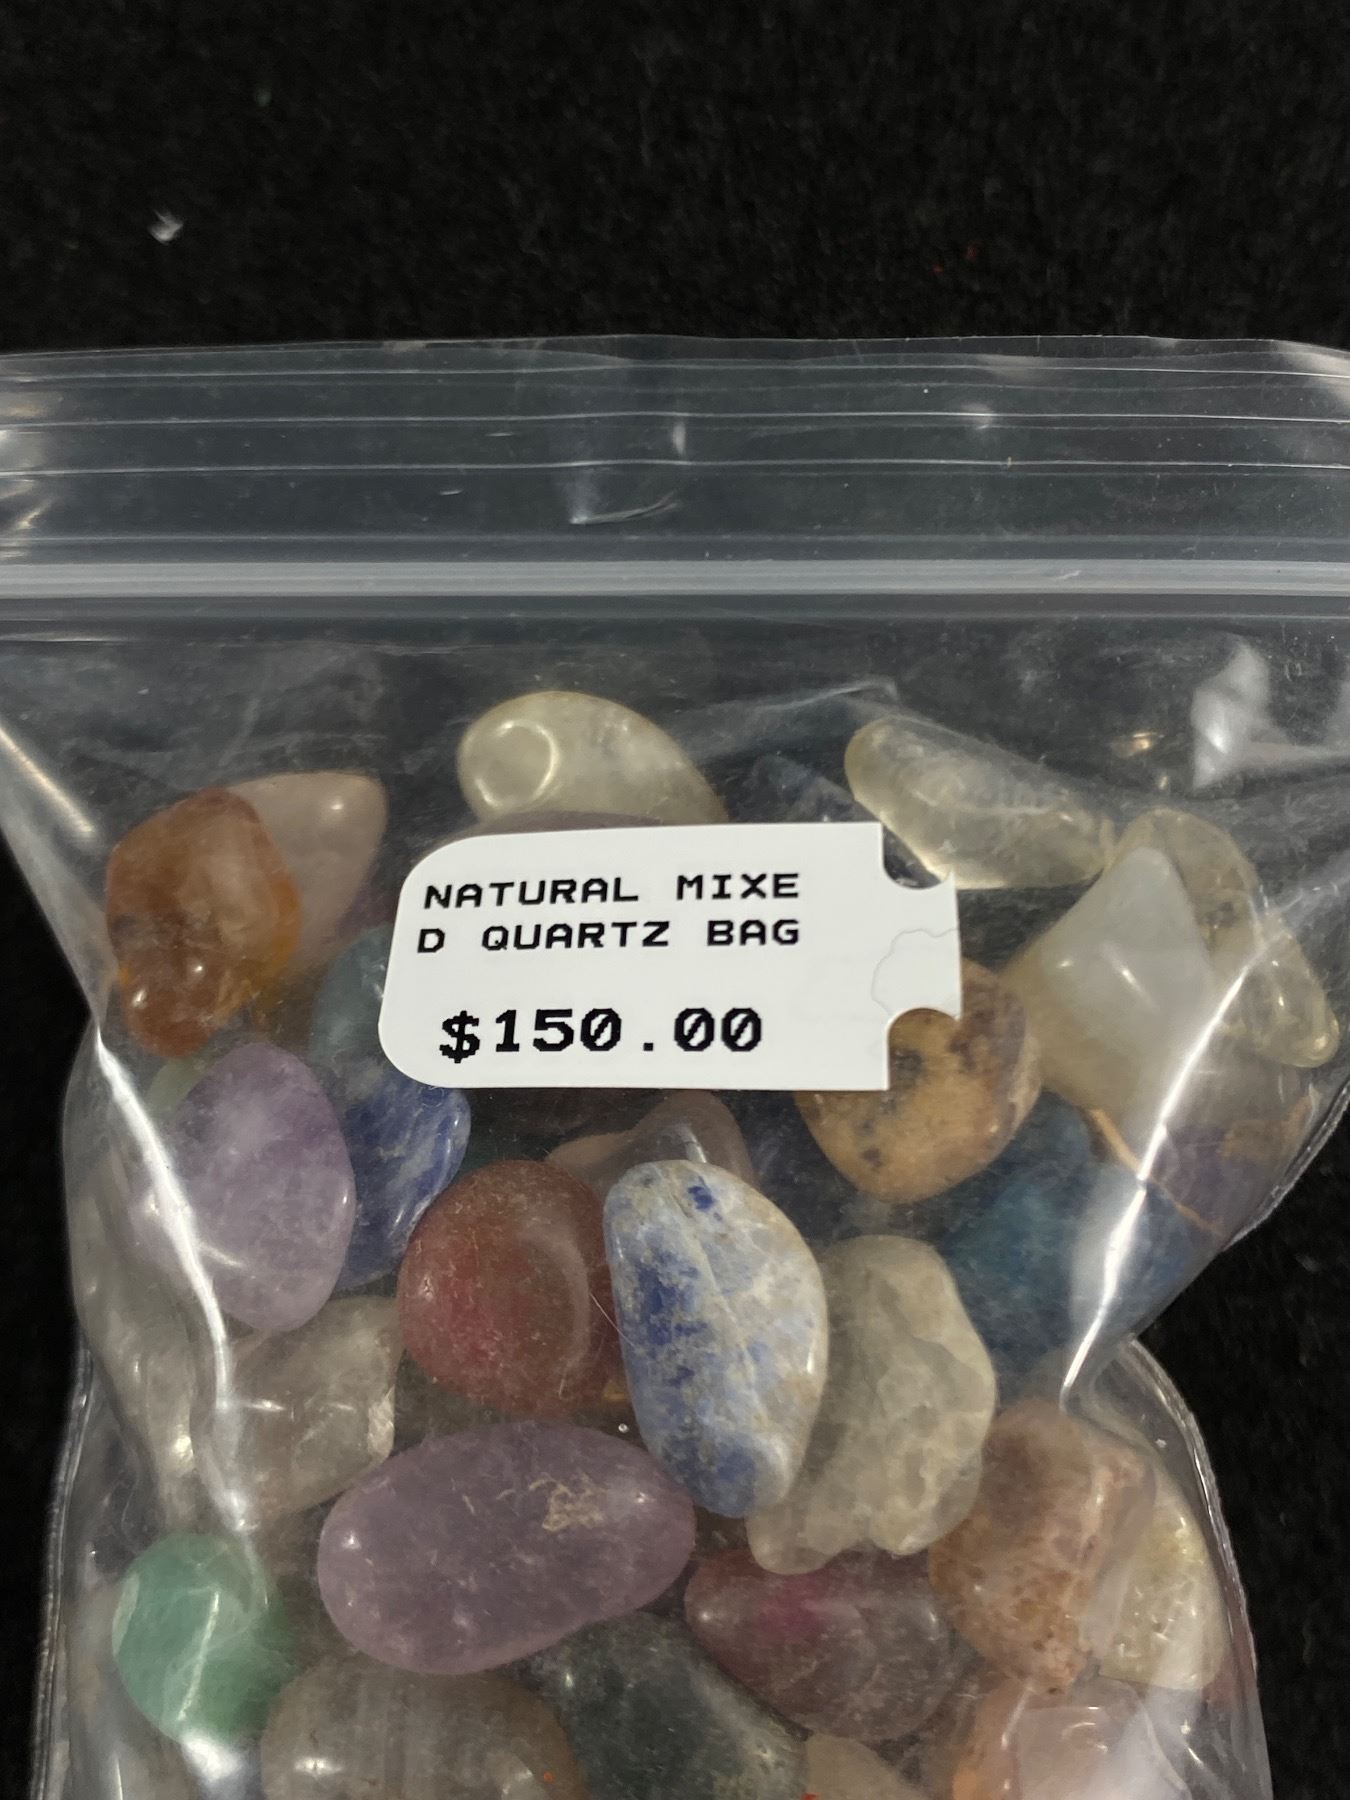 NATURAL MIXE
D QUARTZ BAG
$150.00